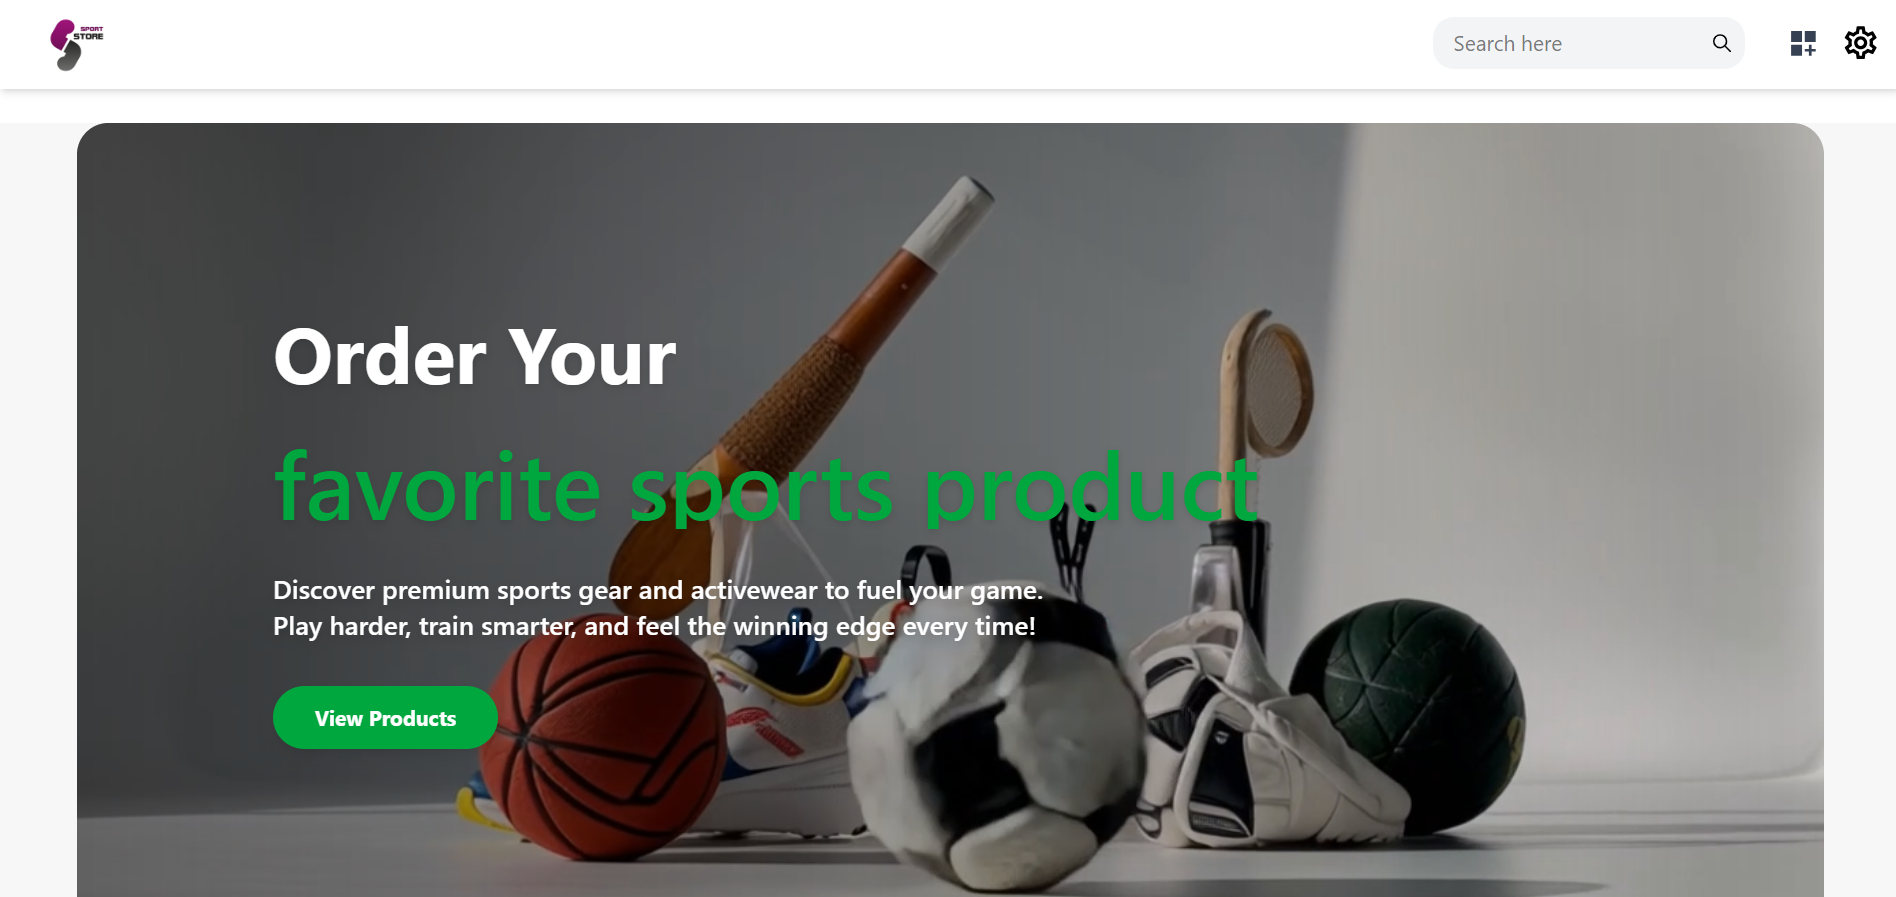 SPORT
STORE
Search here
Order Your
favorite sports product
Discover premium sports gear and activewear to fuel your game.
Play harder, train smarter, and feel the winning edge every time!
View Products